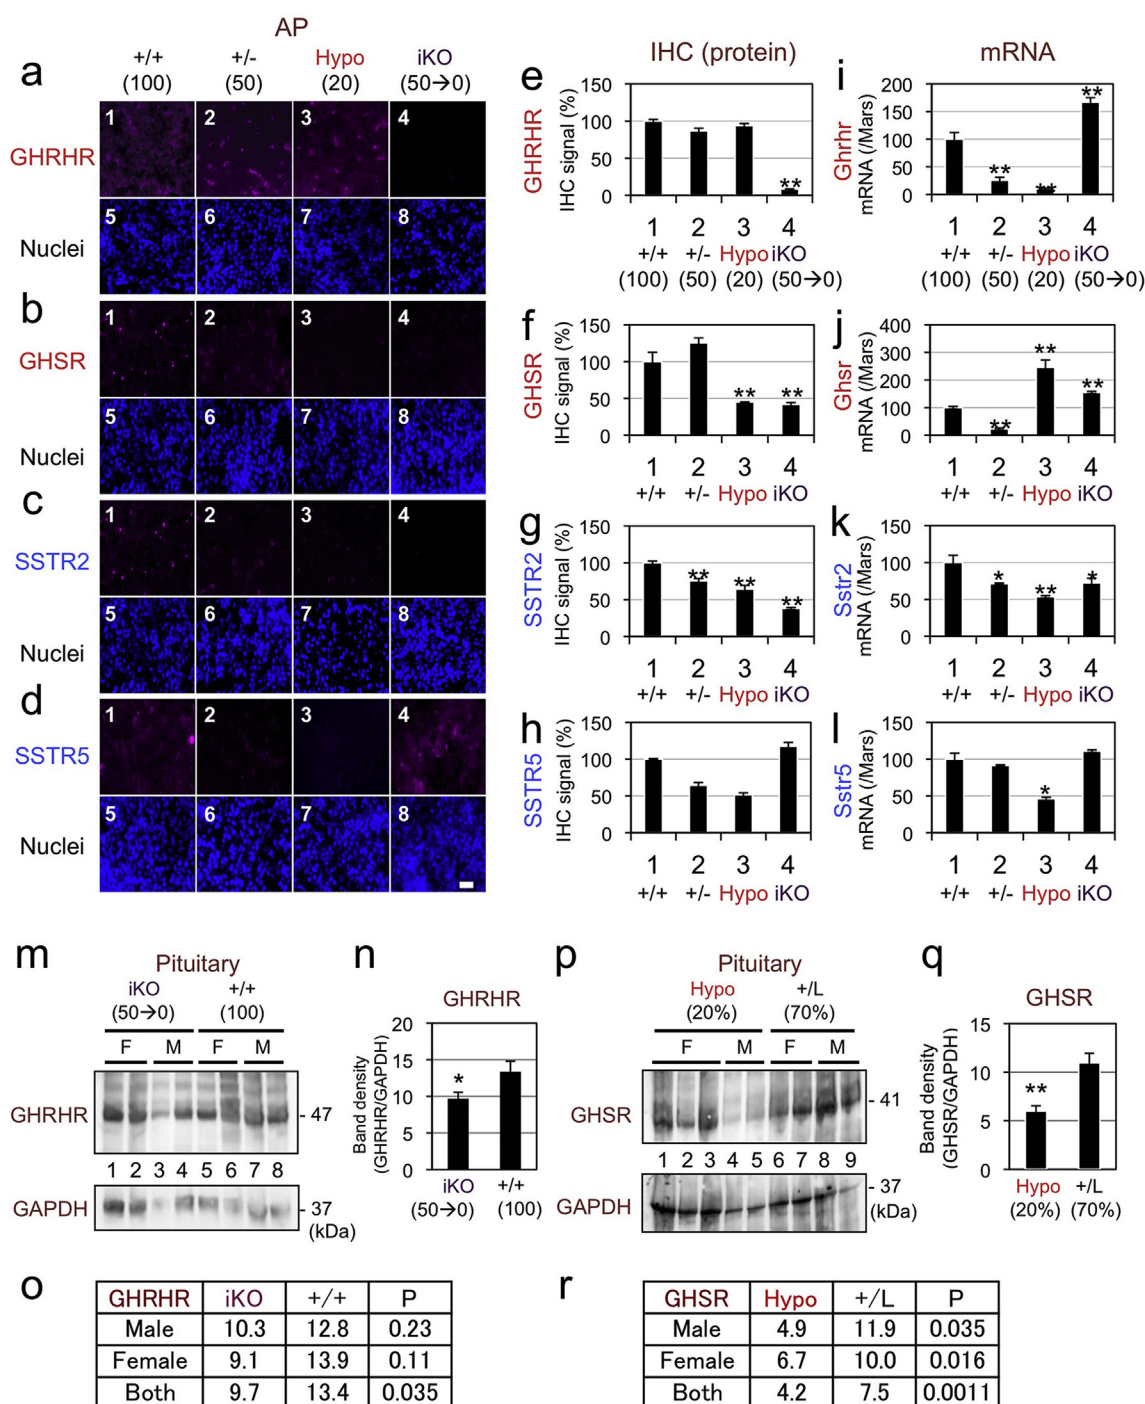 AP
+/+ +/- Hypo iKO
(100) (50) (20) (50→0)
a
1 2 3 4
GHRHR
5 6 7 8
Nuclei
b
1 2 3 4
GHSR
5 6 7 8
Nuclei
c
1 2 3 4
SSTR2
5 6 7 8
Nuclei
d
1 2 3 4
SSTR5
5 6 7 8
Nuclei
IHC (protein)
e
GHRHR
IHC signal (%)
150
100
50
0
**
1 2 3 4
+/+ +/- Hypo iKO
(100) (50) (20) (50→0)
mRNA
i
Ghrhr
mRNA (/Mars)
200
150
100
50
0
** ** **
1 2 3 4
+/+ +/- Hypo iKO
(100) (50) (20) (50→0)
f
GHSR
IHC signal (%)
150
100
50
0
** **
1 2 3 4
+/+ +/- Hypo iKO
j
Ghsr
mRNA (/Mars)
400
300
200
100
0
** ** **
1 2 3 4
+/+ +/- Hypo iKO
g
SSTR2
IHC signal (%)
150
100
50
0
** ** **
1 2 3 4
+/+ +/- Hypo iKO
k
Sstr2
mRNA (/Mars)
150
100
50
0
* ** *
1 2 3 4
+/+ +/- Hypo iKO
h
SSTR5
IHC signal (%)
150
100
50
0
1 2 3 4
+/+ +/- Hypo iKO
l
Sstr5
mRNA (/Mars)
150
100
50
0
*
1 2 3 4
+/+ +/- Hypo iKO
m
Pituitary
iKO +/+
(50→0) (100)
F M F M
GHRHR
- 47
1 2 3 4 5 6 7 8
GAPDH
- 37
(kDa)
n
GHRHR
Band density
(GHRHR/GAPDH)
20
15
10
5
0
*
iKO +/+
(50→0) (100)
p
Pituitary
Hypo +/L
(20%) (70%)
F M F M
GHSR
- 41
1 2 3 4 5 6 7 8 9
GAPDH
- 37
(kDa)
q
GHSR
Band density
(GHSR/GAPDH)
15
10
5
0
**
Hypo +/L
(20%) (70%)
o
GHRHR iKO +/+ P
Male 10.3 12.8 0.23
Female 9.1 13.9 0.11
Both 9.7 13.4 0.035
r
GHSR Hypo +/L P
Male 4.9 11.9 0.035
Female 6.7 10.0 0.016
Both 4.2 7.5 0.0011